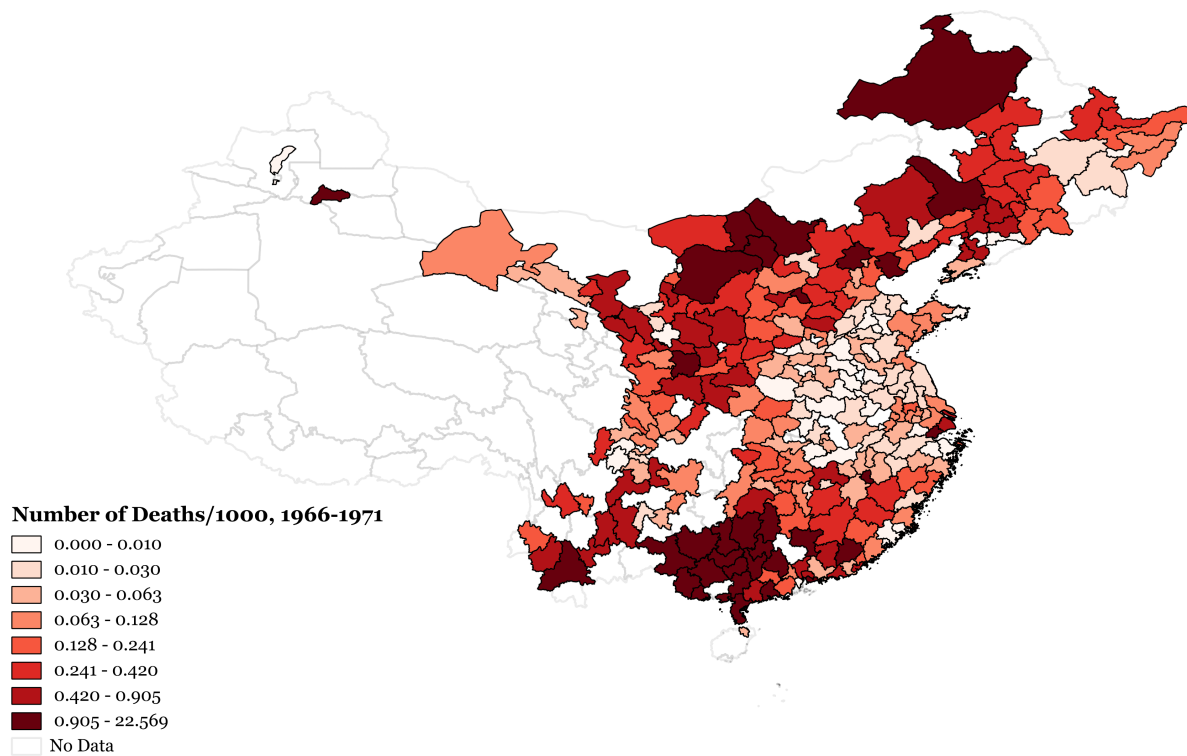 Number of Deaths/1000, 1966-1971
0.000 - 0.010
0.010 - 0.030
0.030 - 0.063
0.063 - 0.128
0.128 - 0.241
0.241 - 0.420
0.420 - 0.905
0.905 - 22.569
No Data